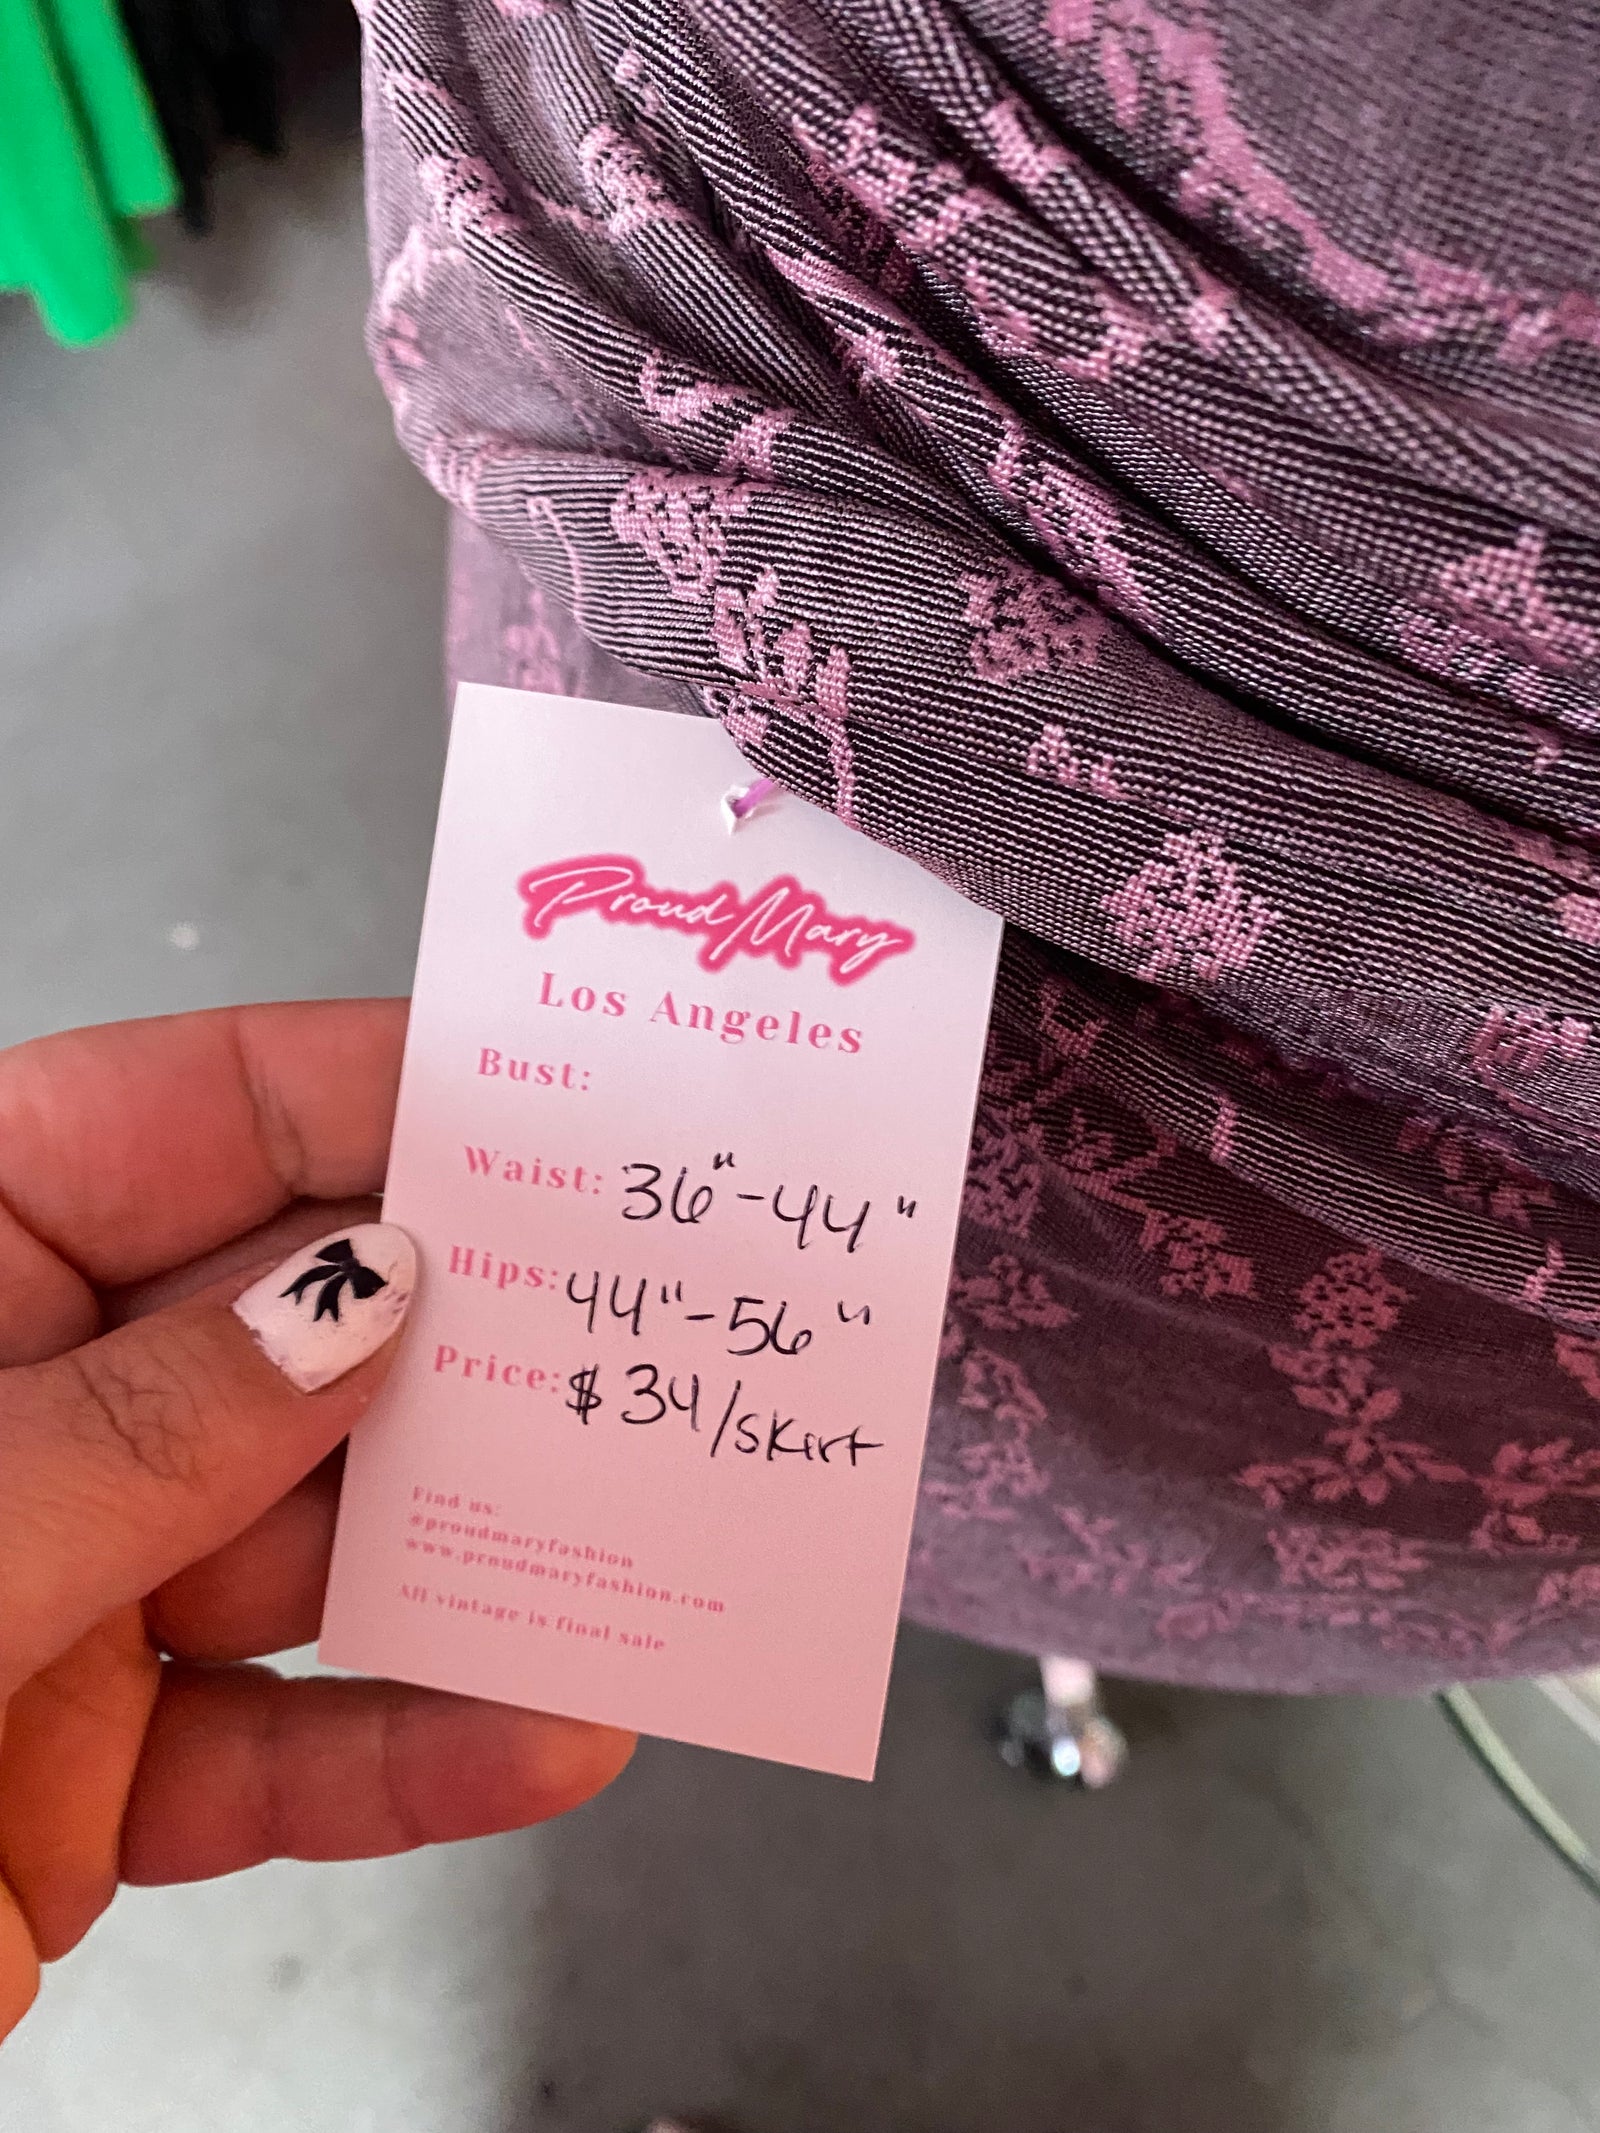 Proud Mary
Los Angeles
Bust:
Waist: 36"-44"
Hips: 44"-56"
Price: $34/skirt
Find us:
@proudmaryfashion
www.proudmaryfashion.com
All vintage is final sale